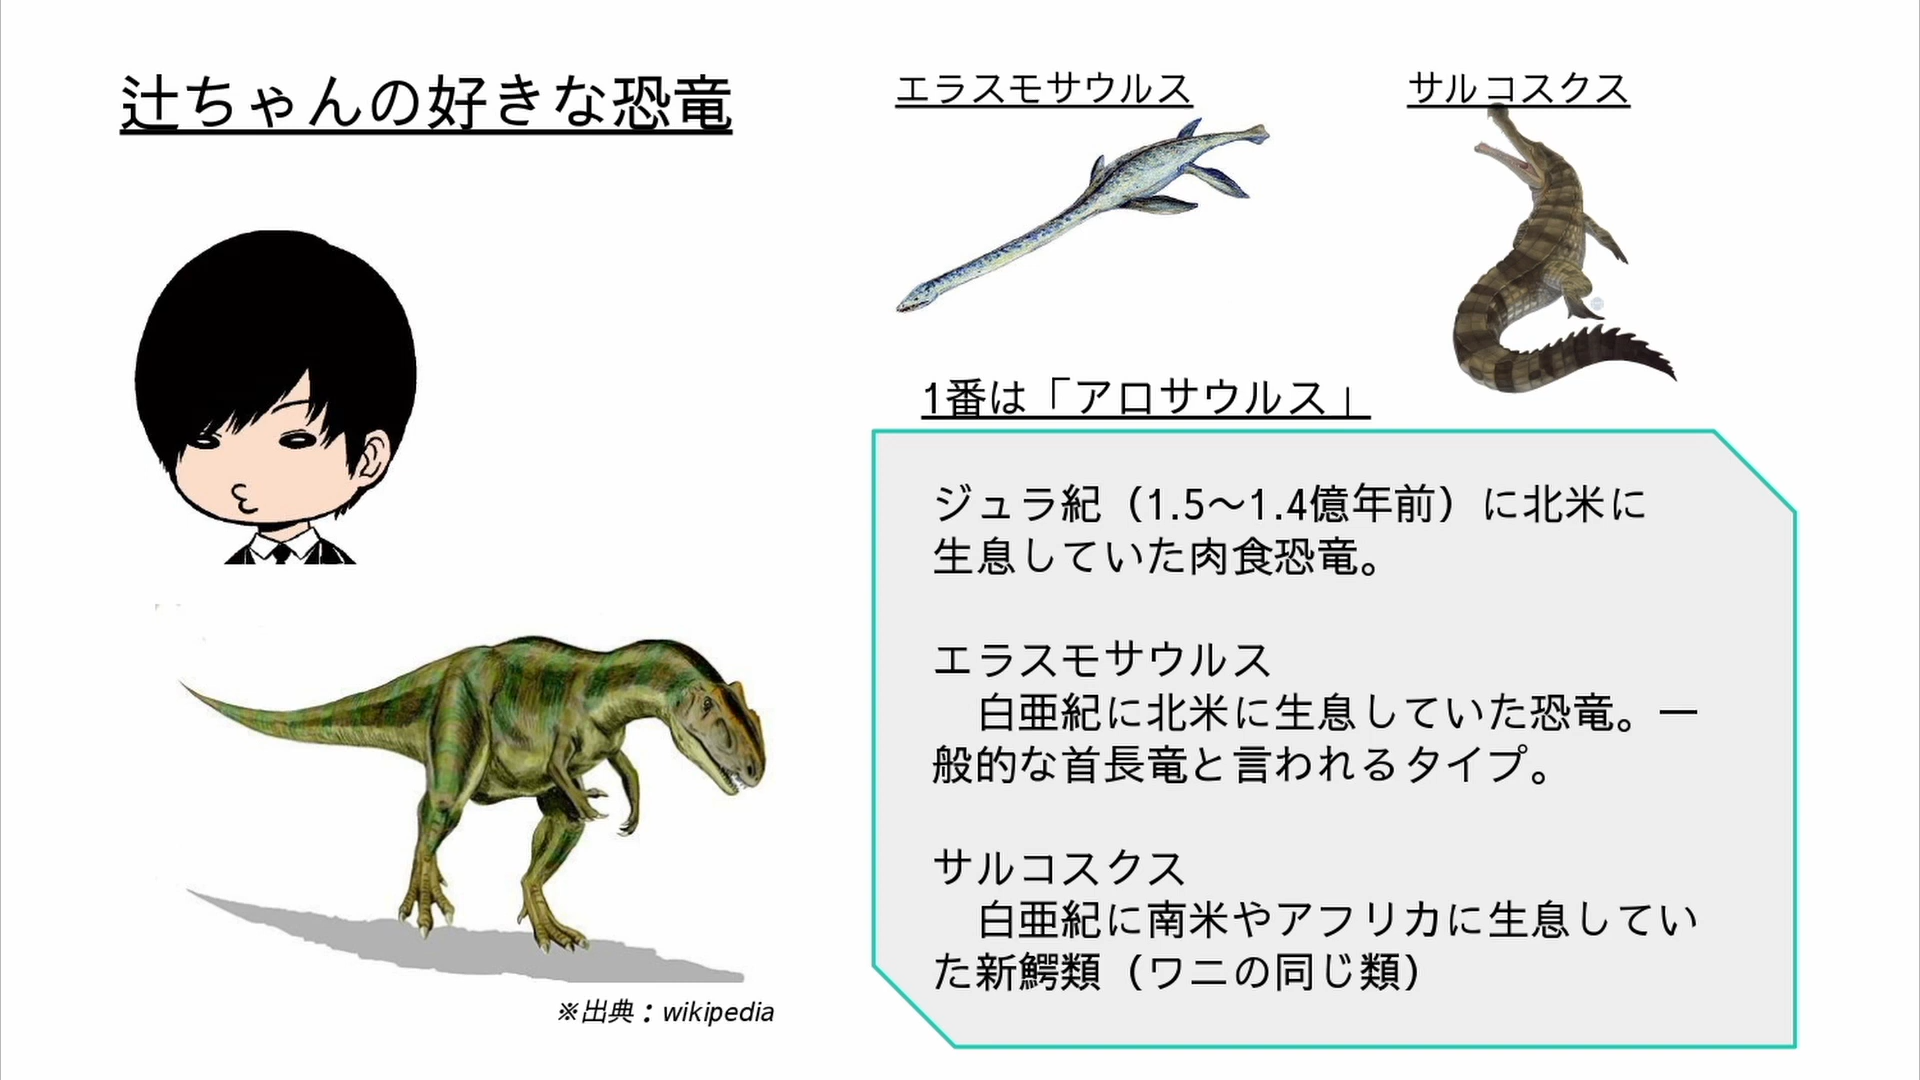 辻ちゃんの好きな恐竜
エラスモサウルス
サルコスクス
1番は「アロサウルス」
ジュラ紀（1.5～1.4億年前）に北米に
生息していた肉食恐竜。
エラスモサウルス
　白亜紀に北米に生息していた恐竜。一
般的な首長竜と言われるタイプ。
サルコスクス
　白亜紀に南米やアフリカに生息してい
た新鰐類（ワニの同じ類）
※出典：wikipedia